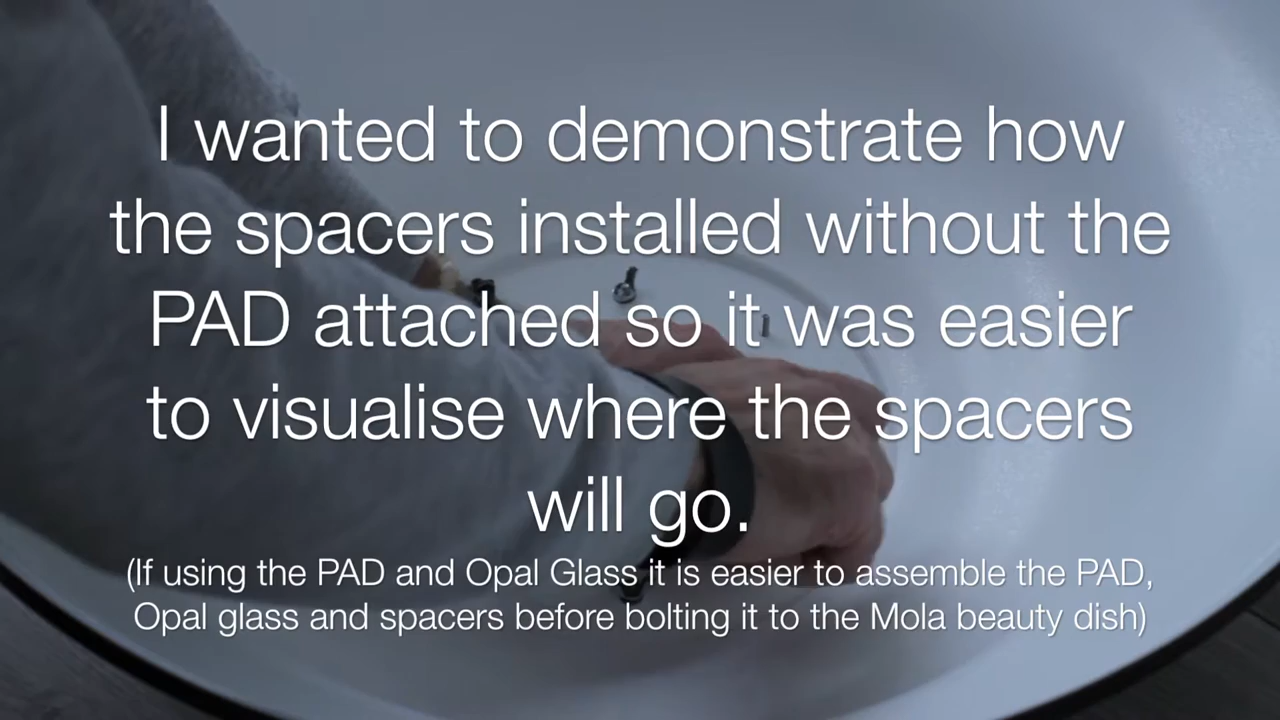 I wanted to demonstrate how
the spacers installed without the
PAD attached so it was easier
to visualise where the spacers
will go.
(If using the PAD and Opal Glass it is easier to assemble the PAD,
Opal glass and spacers before bolting it to the Mola beauty dish)